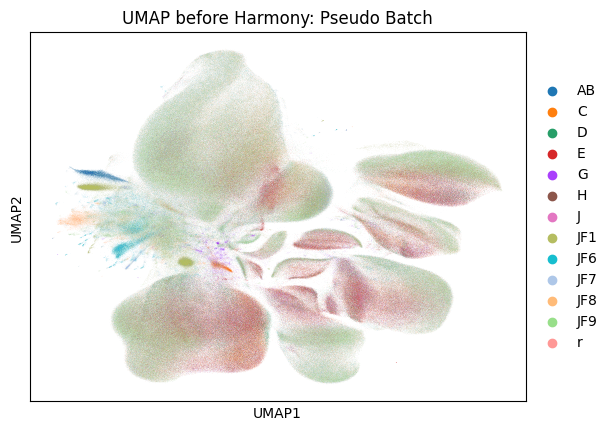 UMAP before Harmony: Pseudo Batch
UMAP2
UMAP1
AB
C
D
E
G
H
J
JF1
JF6
JF7
JF8
JF9
r